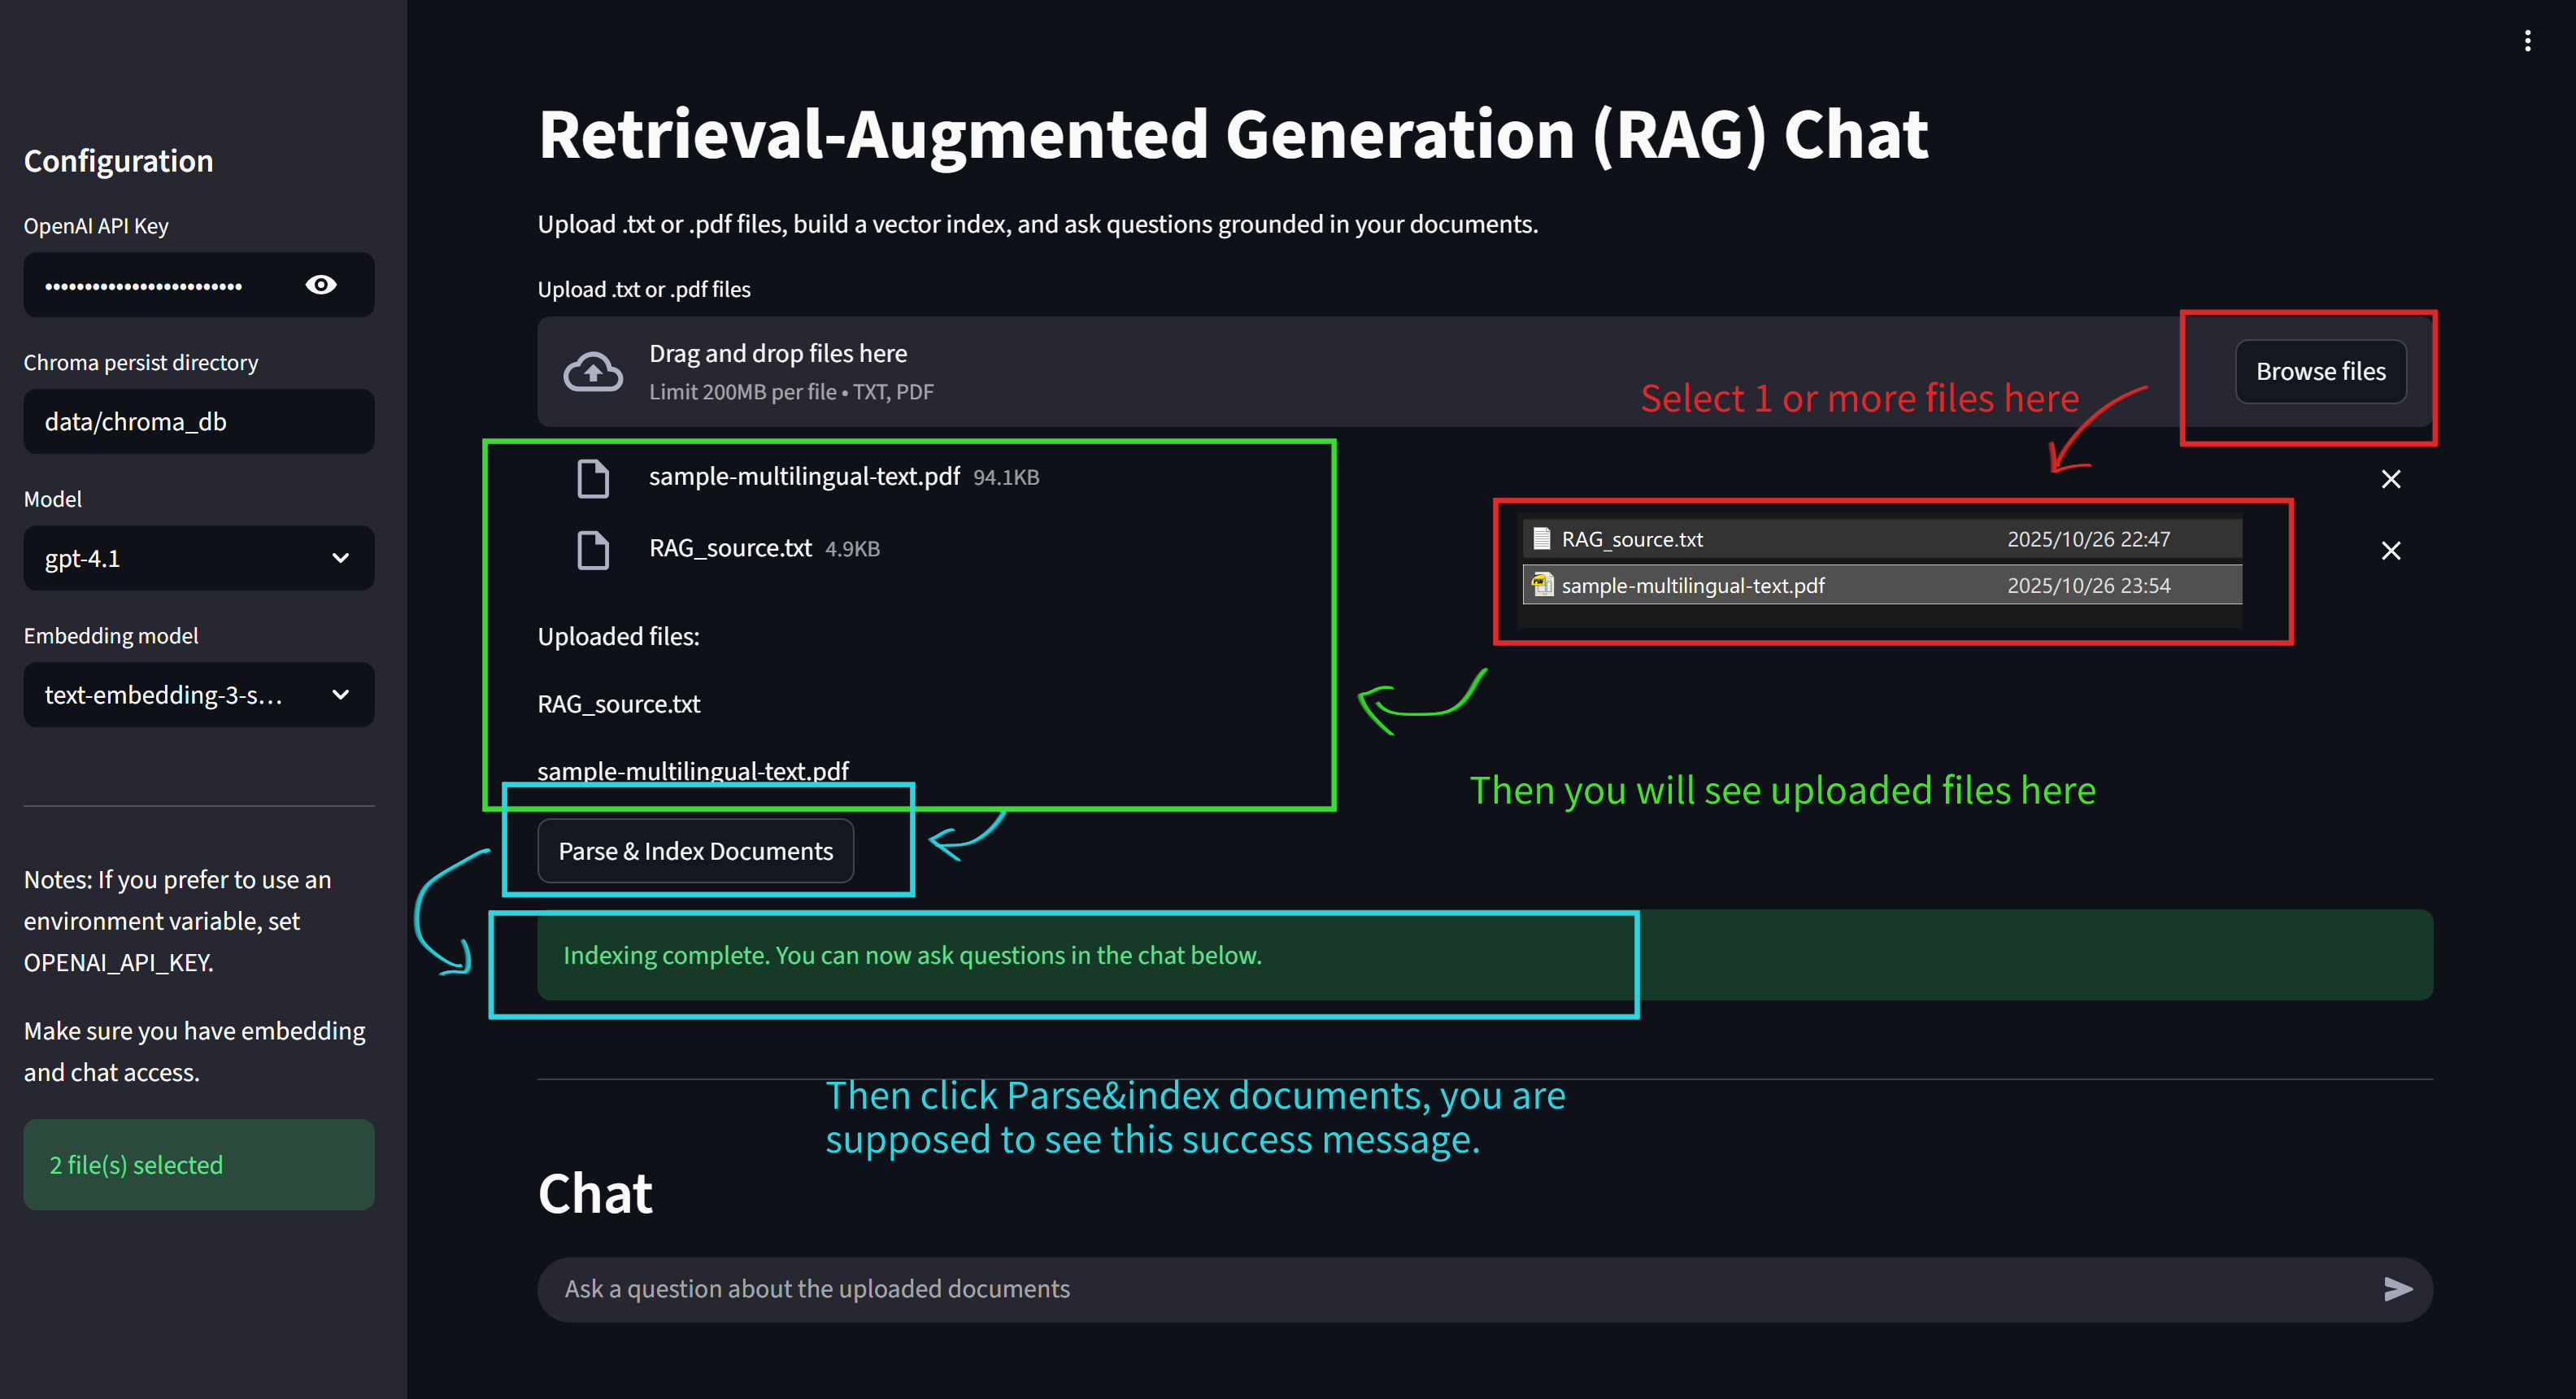 Configuration
OpenAI API Key
••••••••••••••••••••••••
Chroma persist directory
data/chroma_db
Model
gpt-4.1
Embedding model
text-embedding-3-s...
Notes: If you prefer to use an
environment variable, set
OPENAI_API_KEY.
Make sure you have embedding
and chat access.
2 file(s) selected
Retrieval-Augmented Generation (RAG) Chat
Upload .txt or .pdf files, build a vector index, and ask questions grounded in your documents.
Upload .txt or .pdf files
Drag and drop files here
Limit 200MB per file • TXT, PDF
Browse files
Select 1 or more files here
sample-multilingual-text.pdf 94.1KB
RAG_source.txt 4.9KB
RAG_source.txt 2025/10/26 22:47
sample-multilingual-text.pdf 2025/10/26 23:54
Uploaded files:
RAG_source.txt
sample-multilingual-text.pdf
Then you will see uploaded files here
Parse & Index Documents
Indexing complete. You can now ask questions in the chat below.
Then click Parse&index documents, you are
supposed to see this success message.
Chat
Ask a question about the uploaded documents